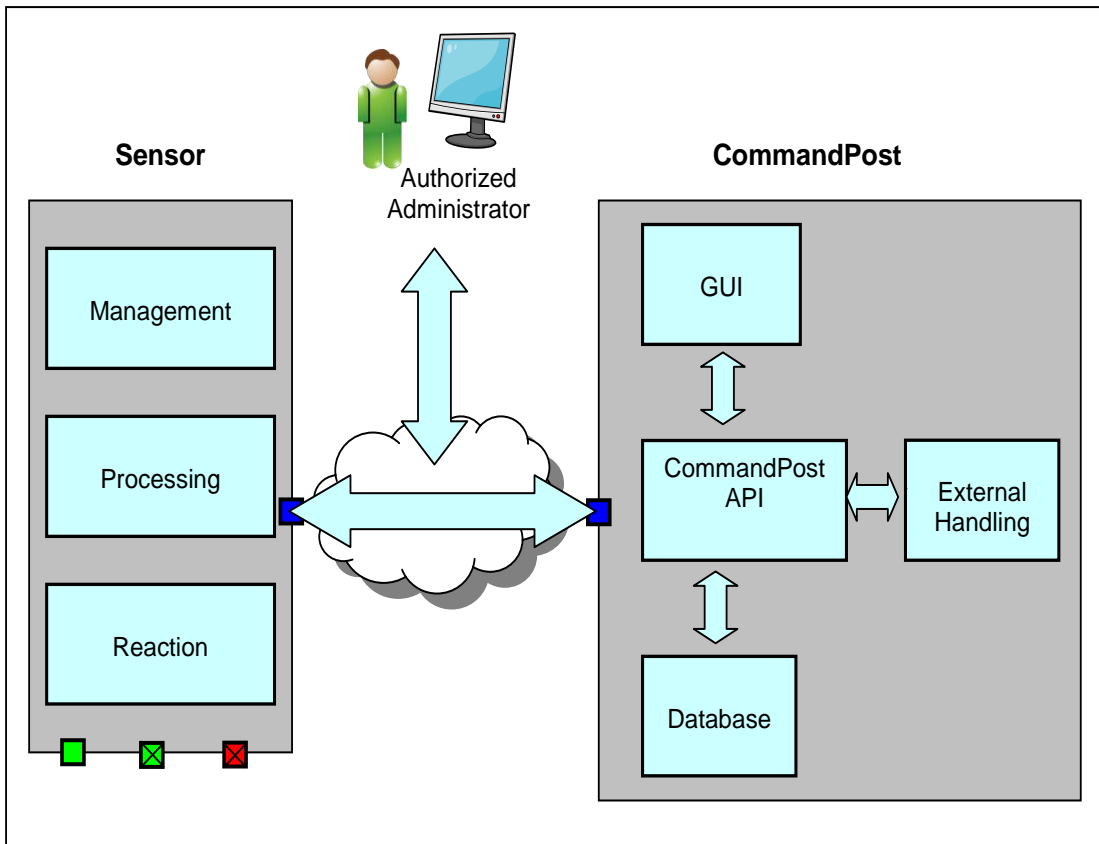 Sensor
Authorized
Administrator
CommandPost
Management
Processing
Reaction
GUI
CommandPost
API
External
Handling
Database